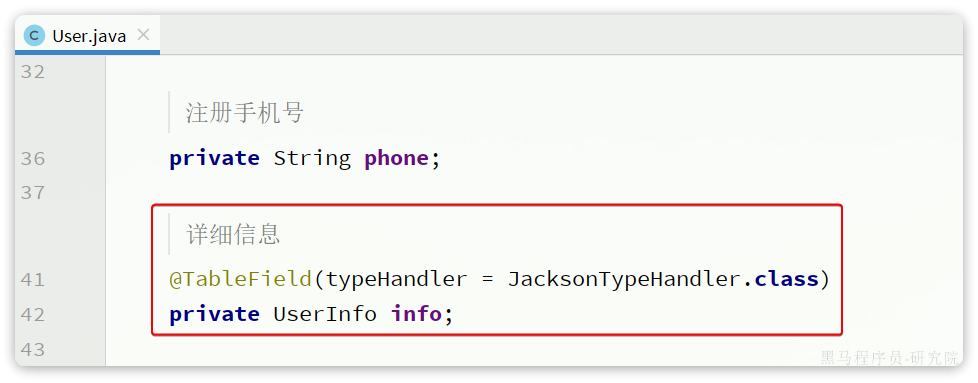 User.java
32
注册手机号
36 private String phone;
37
详细信息
41 @TableField(typeHandler = JacksonTypeHandler.class)
42 private UserInfo info;
43
黑马程序员-研究院